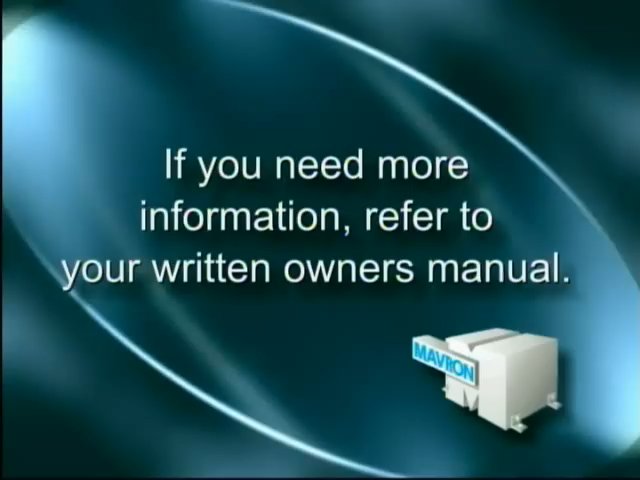 If you need more
information, refer to
your written owners manual.
MAVRON